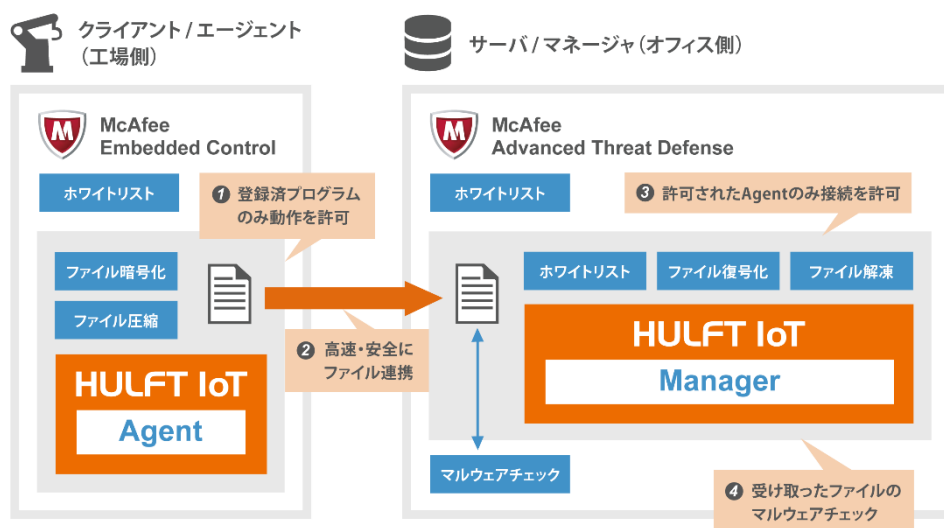 クライアント / エージェント
（工場側）
McAfee
Embedded Control
ホワイトリスト
❶ 登録済プログラム
のみ動作を許可
ファイル暗号化
ファイル圧縮
HULFT IoT
Agent
❷ 高速・安全に
ファイル連携
サーバ / マネージャ（オフィス側）
McAfee
Advanced Threat Defense
ホワイトリスト
❸ 許可されたAgentのみ接続を許可
ホワイトリスト
ファイル復号化
ファイル解凍
HULFT IoT
Manager
マルウェアチェック
❹ 受け取ったファイルの
マルウェアチェック